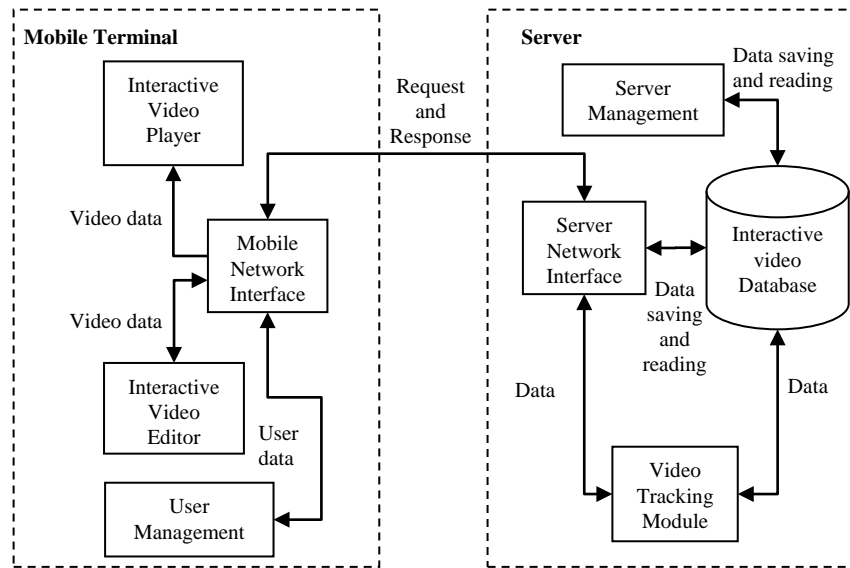 Mobile Terminal
Interactive
Video
Player
Video data
Mobile
Network
Interface
Video data
Interactive
Video
Editor
User
data
User
Management
Request
and
Response
Server
Server
Management
Data saving
and reading
Server
Network
Interface
Interactive
video
Database
Data
saving
and
reading
Data
Data
Video
Tracking
Module